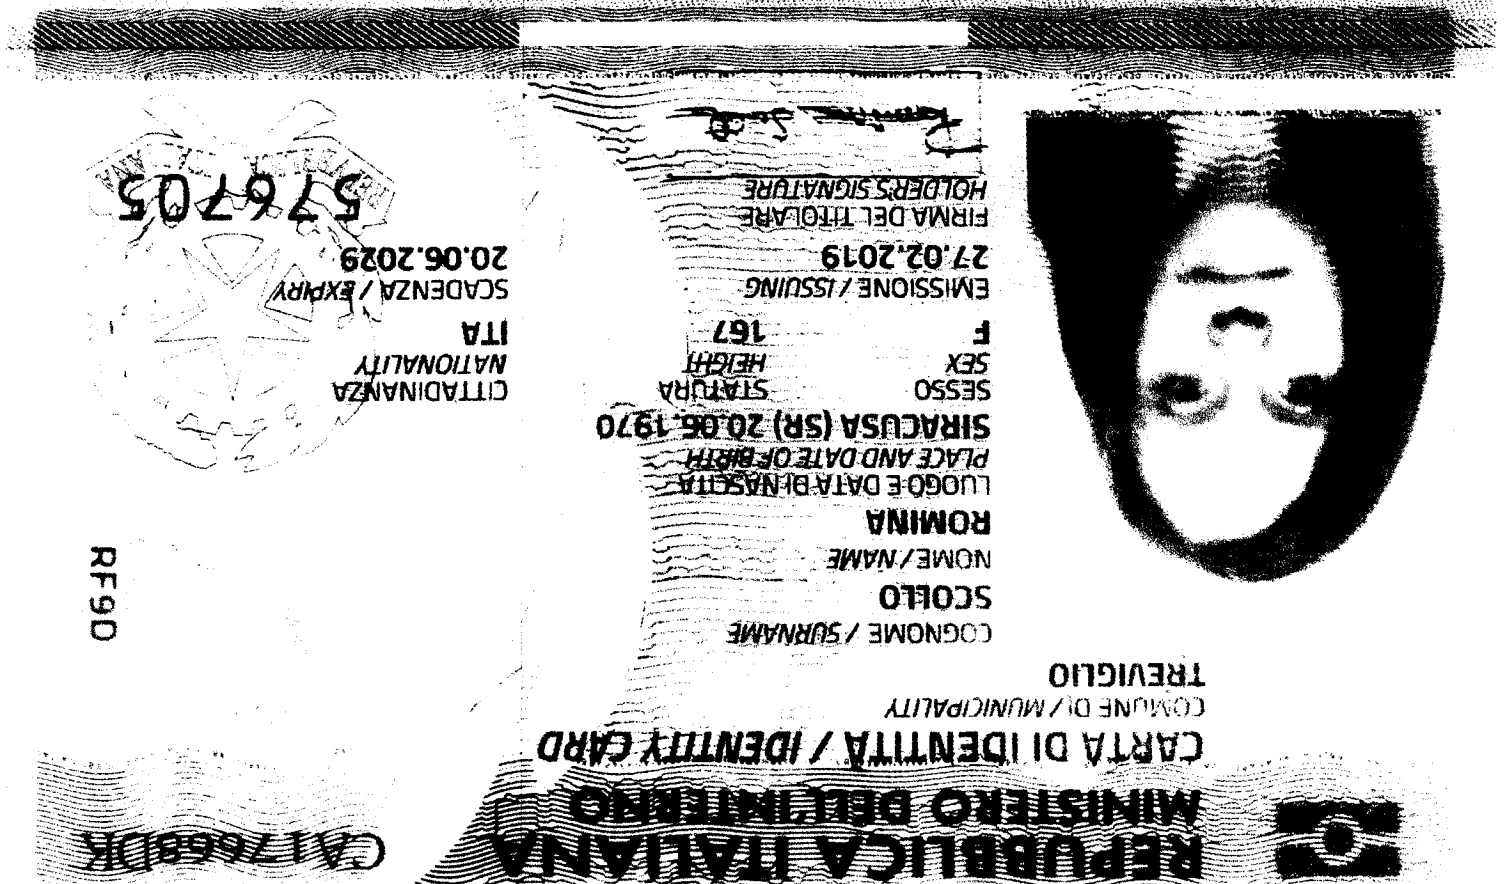 REPUBBLICA ITALIANA
CA17668DK
MINISTERO DELL'INTERNO
CARTA DI IDENTITÀ / IDENTITY CARD
COMUNE DI / MUNICIPALITY
TREVIGLIO
COGNOME / SURNAME
SCOLLO
NOME / NAME
ROMINA
LUOGO E DATA DI NASCITA
PLACE AND DATE OF BIRTH
SIRACUSA (SR) 20.06.1970
SESSO STATURA CITTADINANZA
SEX HEIGHT NATIONALITY
F 167 ITA
EMISSIONE / ISSUING SCADENZA / EXPIRY
27.02.2019 20.06.2029
FIRMA DEL TITOLARE
HOLDER'S SIGNATURE
576705
RF9D